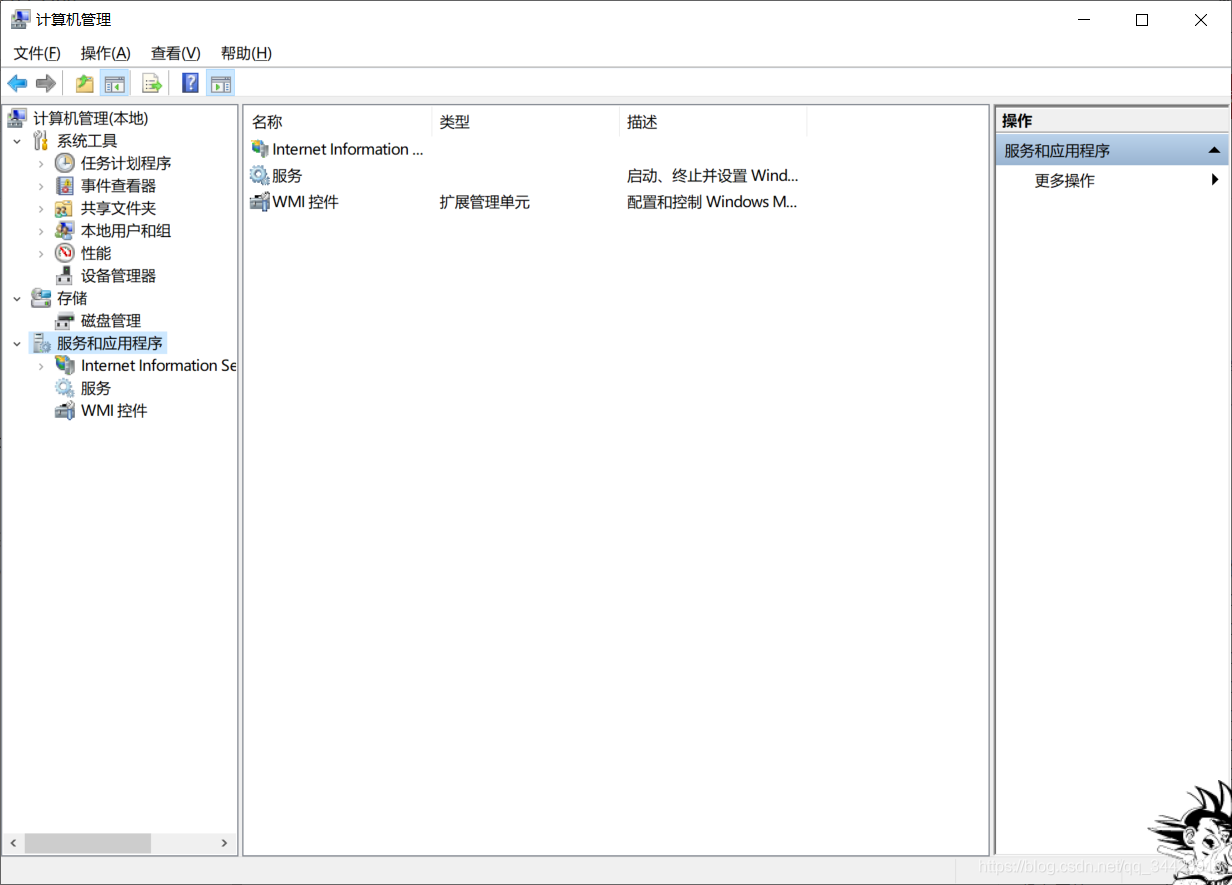 计算机管理
文件(F) 操作(A) 查看(V) 帮助(H)
计算机管理(本地)
系统工具
任务计划程序
事件查看器
共享文件夹
本地用户和组
性能
设备管理器
存储
磁盘管理
服务和应用程序
Internet Information Se
服务
WMI 控件
名称 类型 描述
Internet Information ...
服务 启动、终止并设置 Wind...
WMI 控件 扩展管理单元 配置和控制 Windows M...
操作
服务和应用程序
更多操作